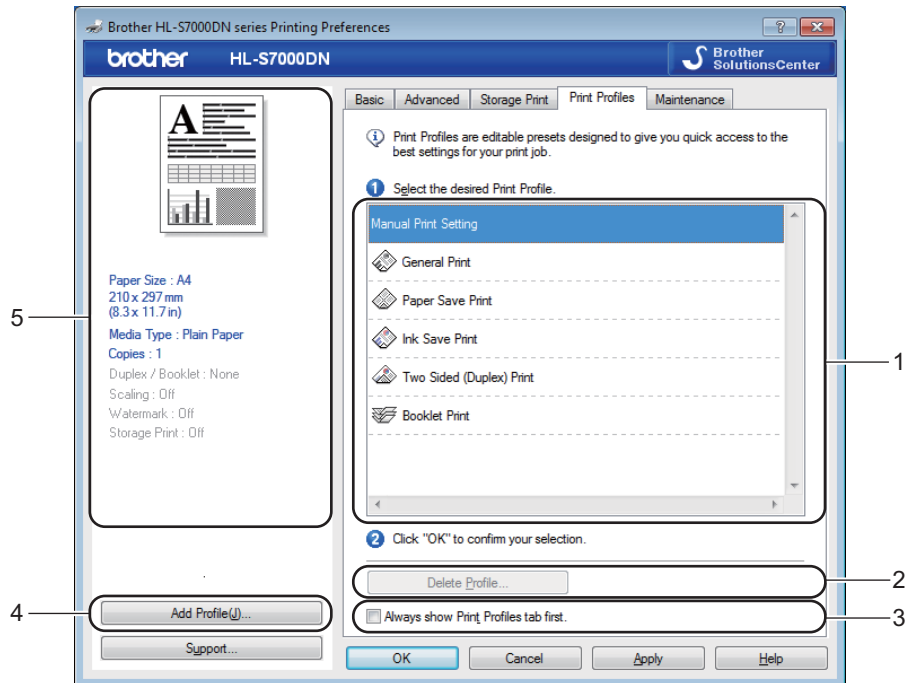 Brother HL-S7000DN series Printing Preferences
brother HL-S7000DN
Brother
SolutionsCenter
A
Paper Size : A4
210 x 297 mm
(8.3 x 11.7 in)
Media Type : Plain Paper
Copies : 1
Duplex / Booklet : None
Scaling : Off
Watermark : Off
Storage Print : Off
Add Profile(J)...
Support...
Basic Advanced Storage Print Print Profiles Maintenance
Print Profiles are editable presets designed to give you quick access to the
best settings for your print job.
1 Select the desired Print Profile.
Manual Print Setting
General Print
Paper Save Print
Ink Save Print
Two Sided (Duplex) Print
Booklet Print
2 Click "OK" to confirm your selection.
Delete Profile...
Always show Print Profiles tab first.
OK Cancel Apply Help
1
2
3
4
5